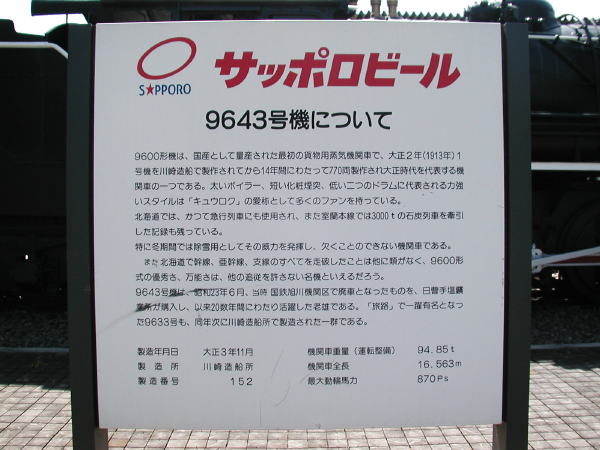 SAPPORO
サッポロビール
9643号機について
9600形機は、国産として量産された最初の貨物用蒸気機関車で、大正2年(1913年)1
号機を川崎造船で製作されてから14年間にわたって770両製作され大正時代を代表する機
関車の一つである。太いボイラー、短い化粧煙突、低い二つのドラムに代表される力強
いスタイルは「キュウロク」の愛称として多くのファンを持っている。
北海道では、かつて急行列車にも使用され、また室蘭本線では3000tの石炭列車を牽引
した記録も残っている。
特に冬期間では除雪用としてその威力を発揮し、欠くことのできない機関車である。
また北海道で幹線、亜幹線、支線のすべてを走破したことは他に類がなく、9600形
式の優秀さ、万能さは、他の追従を許さない名機といえるだろう。
9643号機は、昭和23年6月、当時国鉄旭川機関区で廃車となったものを、日曹手塩鑛
業所が購入し、以来20数年間にわたり活躍した老雄である。「旅路」で一躍有名となっ
た9633号も、同年次に川崎造船所で製造された一群である。
製造年月日 大正3年11月 機関車重量(運転整備) 94.85t
製造所 川崎造船所 機関車全長 16,563m
製造番号 152 最大動輪馬力 870Ps